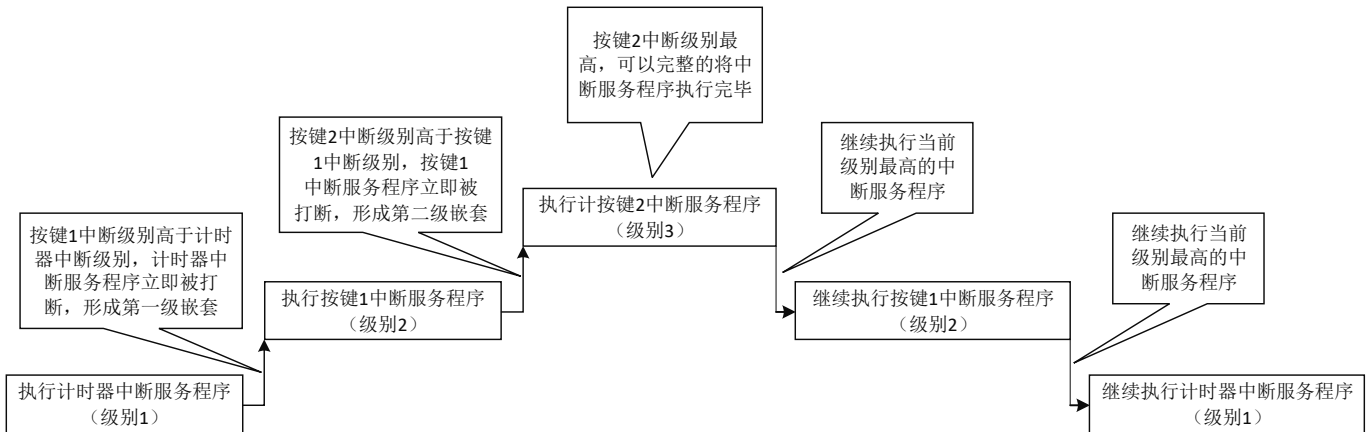 按键2中断级别最
高，可以完整的将中
断服务程序执行完毕
按键2中断级别高于按键
1中断级别，按键1
中断服务程序立即被
打断，形成第二级嵌套
继续执行当前
级别最高的中
断服务程序
执行计按键2中断服务程序
（级别3）
按键1中断级别高于计时
器中断级别，计时器中
断服务程序立即被打
断，形成第一级嵌套
继续执行当前
级别最高的中
断服务程序
执行按键1中断服务程序
（级别2）
继续执行按键1中断服务程序
（级别2）
执行计时器中断服务程序
（级别1）
继续执行计时器中断服务程序
（级别1）